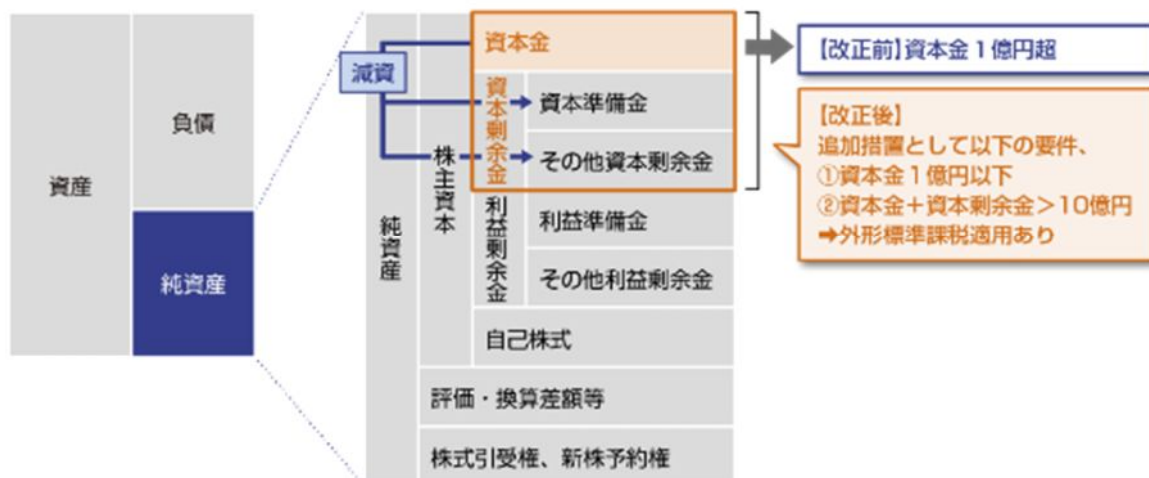 資産
負債
純資産
純資産
株主資本
減資
資本金
資本剰余金
資本準備金
その他資本剰余金
利益剰余金
利益準備金
その他利益剰余金
自己株式
評価・換算差額等
株式引受権、新株予約権
【改正前】資本金1億円超
【改正後】
追加措置として以下の要件、
①資本金1億円以下
②資本金+資本剰余金>10億円
➡外形標準課税適用あり